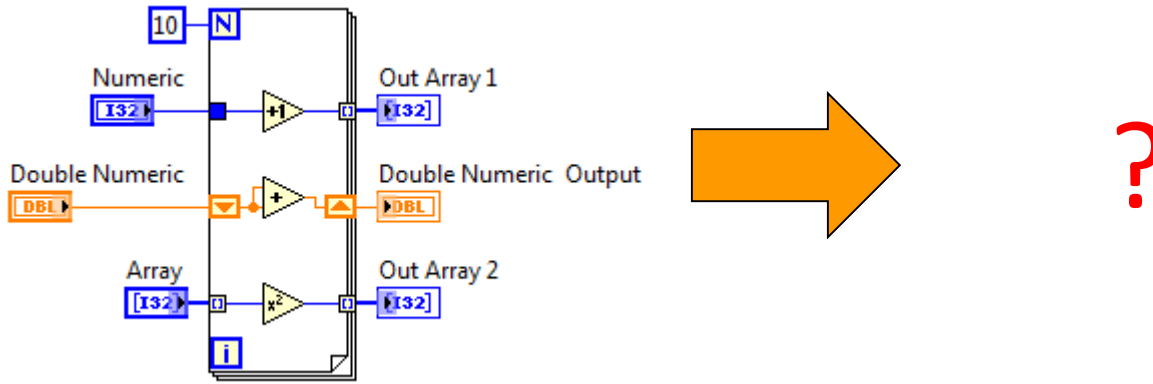 10 N
Numeric
Out Array 1
I32
+1
[]
[I32]
Double Numeric
Double Numeric Output
DBL
+
DBL
Array
Out Array 2
[I32]
[]
x²
[]
[I32]
i
?